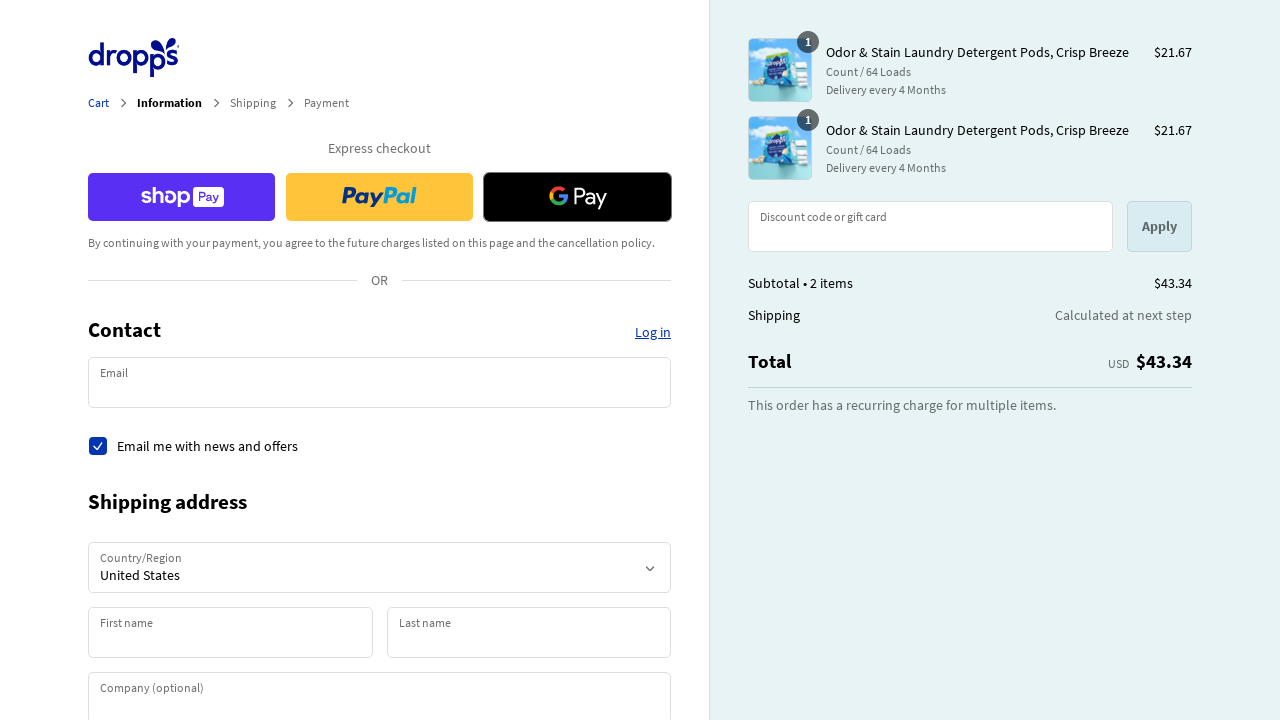 dropps
Cart > Information > Shipping > Payment
Express checkout
shop Pay
PayPal
G Pay
By continuing with your payment, you agree to the future charges listed on this page and the cancellation policy.
OR
Contact
Log in
Email
Email me with news and offers
Shipping address
Country/Region
United States
First name
Last name
Company (optional)
1
Odor & Stain Laundry Detergent Pods, Crisp Breeze $21.67
Count / 64 Loads
Delivery every 4 Months
1
Odor & Stain Laundry Detergent Pods, Crisp Breeze $21.67
Count / 64 Loads
Delivery every 4 Months
Discount code or gift card
Apply
Subtotal • 2 items $43.34
Shipping Calculated at next step
Total USD $43.34
This order has a recurring charge for multiple items.